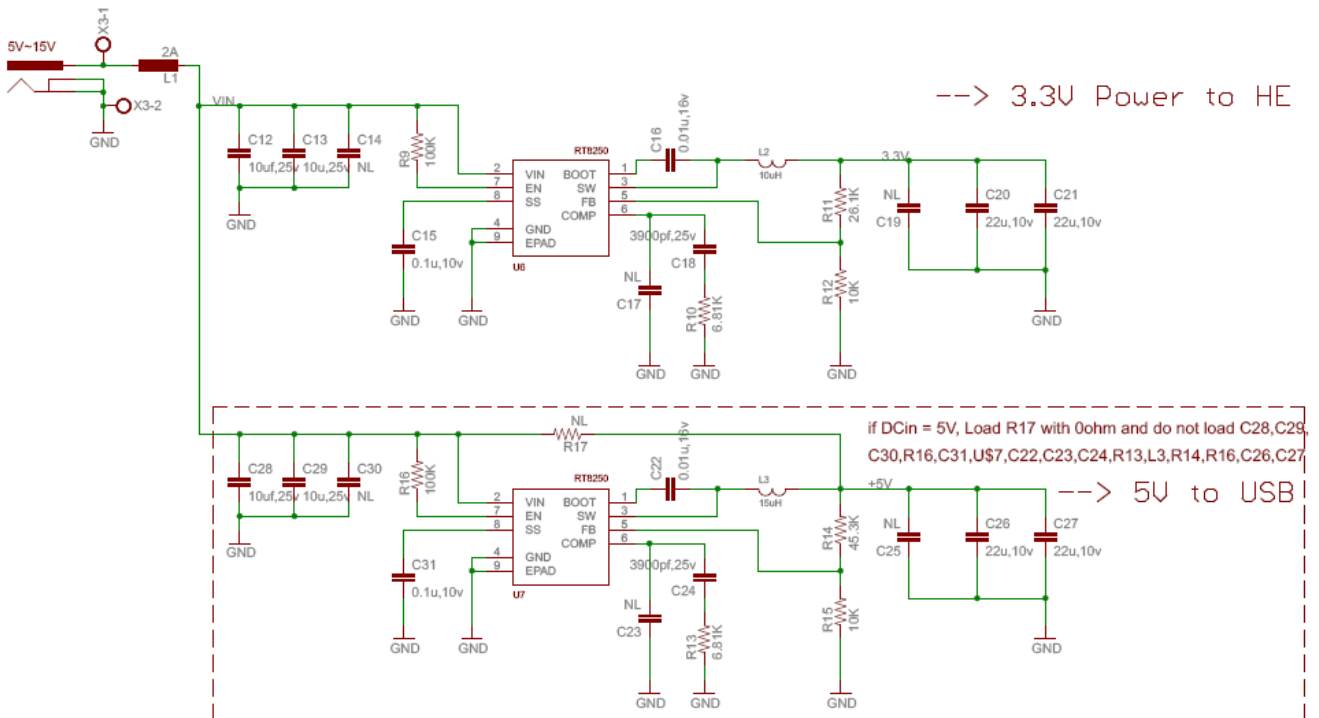 5V~15V
X3-1
2A
L1
X3-2
GND
VIN
--> 3.3V Power to HE
C12
10uf,25v
C13
10u,25v
C14
NL
GND
R9
100K
C15
0.1u,10v
GND
GND
RT8250
2 VIN BOOT 1
7 EN SW 3
8 SS FB 5
COMP 6
4 GND
9 EPAD
U6
C16
0.01u,16v
L2
10uH
3900pf,25v
C18
NL
C17
R10
6.81K
GND
GND
R11
26.1K
R12
10K
GND
3.3V
NL
C19
C20
22u,10v
C21
22u,10v
GND
NL
R17
if DCin = 5V, Load R17 with 0ohm and do not load C28,C29,
C30,R16,C31,U$7,C22,C23,C24,R13,L3,R14,R16,C26,C27
C28
10uf,25v
C29
10u,25v
C30
NL
GND
R16
100K
C31
0.1u,10v
GND
GND
RT8250
2 VIN BOOT 1
7 EN SW 3
8 SS FB 5
COMP 6
4 GND
9 EPAD
U7
C22
0.01u,16v
L3
15uH
3900pf,25v
C24
NL
C23
R13
6.81K
GND
GND
R14
45.3K
R15
10K
GND
+5V
--> 5V to USB
NL
C25
C26
22u,10v
C27
22u,10v
GND